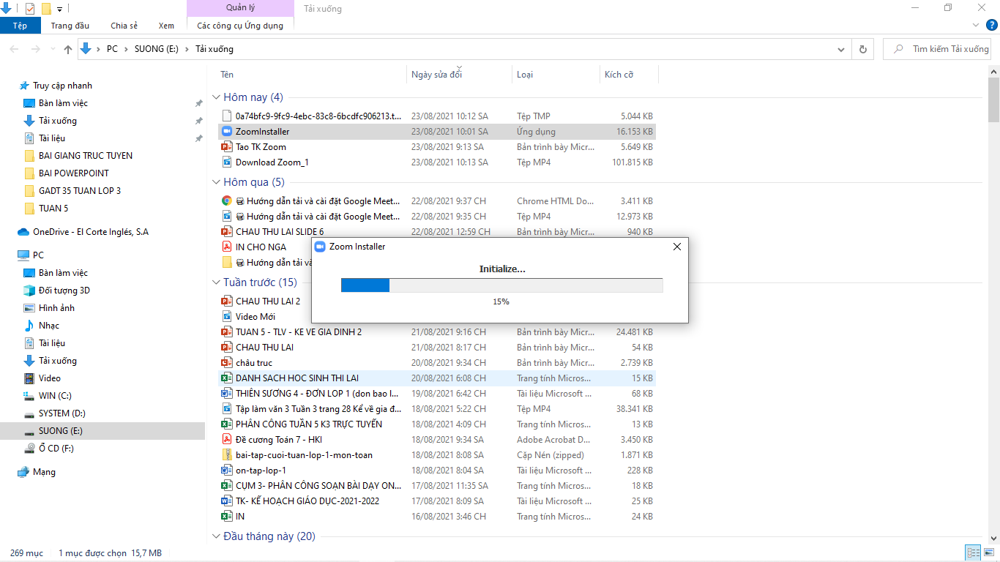 Quản lý
Tải xuống
Tệp
Trang đầu
Chia sẻ
Xem
Các công cụ Ứng dụng
PC
SUONG (E:)
Tải xuống
Tìm kiếm Tải xuống
Truy cập nhanh
Bàn làm việc
Tải xuống
Tài liệu
BAI GIANG TRUC TUYEN
BAI POWERPOINT
GADT 35 TUAN LOP 3
TUAN 5
OneDrive - El Corte Inglés, S.A
PC
Bàn làm việc
Đối tượng 3D
Hình ảnh
Nhạc
Tài liệu
Tải xuống
Video
WIN (C:)
SYSTEM (D:)
SUONG (E:)
Ổ CD (F:)
Mạng
Tên Ngày sửa đổi Loại Kích cỡ
Hôm nay (4)
0a74bfc9-9fc9-4ebc-83c8-6bcdfc906213.t... 23/08/2021 10:12 SA Tệp TMP 5.044 KB
ZoomInstaller 23/08/2021 10:01 SA Ứng dụng 16.153 KB
Tao TK Zoom 23/08/2021 9:13 SA Bản trình bày Micr... 5.649 KB
Download Zoom_1 23/08/2021 10:13 SA Tệp MP4 101.815 KB
Hôm qua (5)
Hướng dẫn tải và cài đặt Google Meet... 22/08/2021 9:37 CH Chrome HTML Do... 3.411 KB
Hướng dẫn tải và cài đặt Google Meet... 22/08/2021 9:35 CH Tệp MP4 12.973 KB
CHAU THU LAI SLIDE 6 22/08/2021 12:59 CH Bản trình bày Micr... 940 KB
IN CHO NGA
Hướng dẫn tải và
Zoom Installer
Initialize...
15%
Tuần trước (15)
CHAU THU LAI 2
Video Mới
TUAN 5 - TLV - KE VE GIA DINH 2 21/08/2021 9:16 CH Bản trình bày Micr... 24.481 KB
CHAU THU LAI 21/08/2021 8:17 CH Bản trình bày Micr... 54 KB
châu truc 20/08/2021 9:34 CH Bản trình bày Micr... 2.739 KB
DANH SACH HOC SINH THI LAI 20/08/2021 6:08 CH Trang tính Micros... 15 KB
THIÊN SƯƠNG 4 - ĐƠN LOP 1 (don bao l... 19/08/2021 6:42 CH Tài liệu Microsoft ... 68 KB
Tập làm văn 3 Tuần 3 trang 28 Kể về gia đ... 18/08/2021 5:22 CH Tệp MP4 38.341 KB
PHÂN CÔNG TUẦN 5 K3 TRỰC TUYẾN 18/08/2021 4:09 CH Trang tính Micros... 13 KB
Đề cương Toán 7 - HKI 18/08/2021 9:34 SA Adobe Acrobat D... 3.450 KB
bai-tap-cuoi-tuan-lop-1-mon-toan 18/08/2021 8:08 SA Cặp Nén (zipped) 1.871 KB
on-tap-lop-1 18/08/2021 8:04 SA Tài liệu Microsoft ... 228 KB
CỤM 3- PHÂN CÔNG SOẠN BÀI DẠY ON... 17/08/2021 11:35 SA Trang tính Micros... 18 KB
TK- KẾ HOẠCH GIÁO DỤC-2021-2022 17/08/2021 8:09 SA Tài liệu Microsoft ... 25 KB
IN 16/08/2021 3:46 CH Trang tính Micros... 24 KB
Đầu tháng này (20)
269 mục 1 mục được chọn 15,7 MB